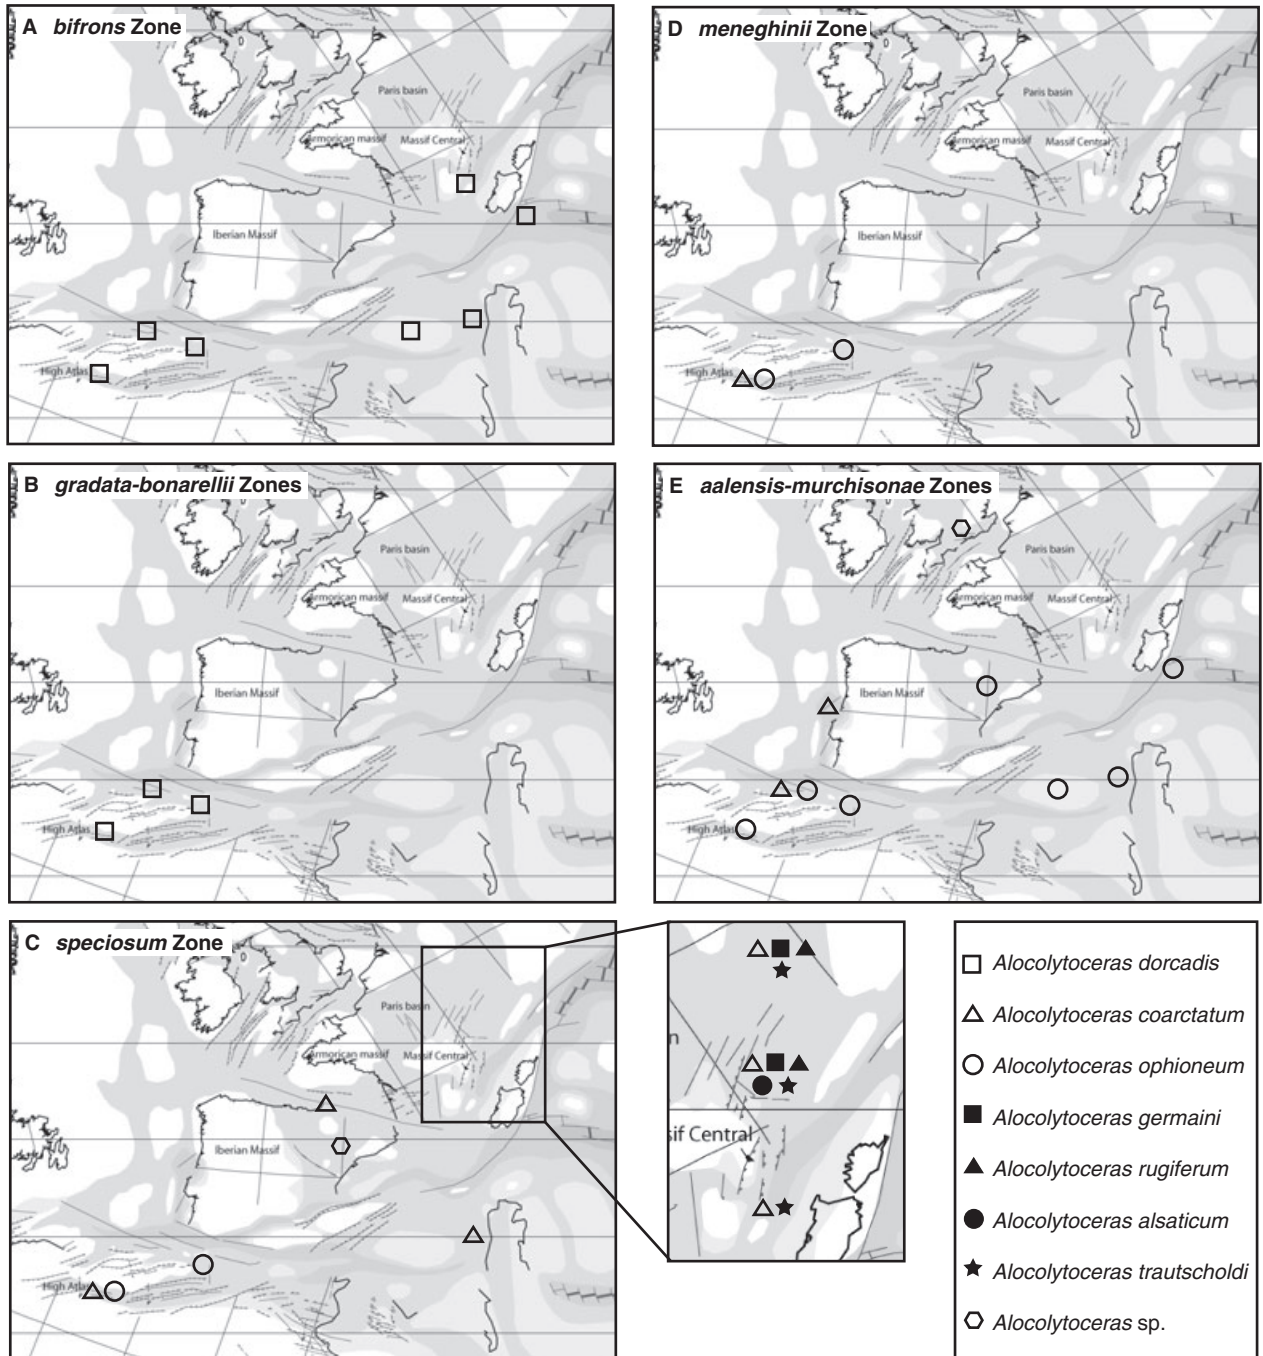 A bifrons Zone
Paris basin
Armorican massif
Massif Central
Iberian Massif
High Atlas
D meneghinii Zone
Paris basin
Armorican massif
Massif Central
Iberian Massif
High Atlas
B gradata-bonarellii Zones
Paris basin
Armorican massif
Massif Central
Iberian Massif
High Atlas
E aalensis-murchisonae Zones
Paris basin
Armorican massif
Massif Central
Iberian Massif
High Atlas
C speciosum Zone
Paris basin
Armorican massif
Massif Central
Iberian Massif
High Atlas
n
sif Central
Alocolytoceras dorcadis
Alocolytoceras coarctatum
Alocolytoceras ophioneum
Alocolytoceras germaini
Alocolytoceras rugiferum
Alocolytoceras alsaticum
Alocolytoceras trautscholdi
Alocolytoceras sp.